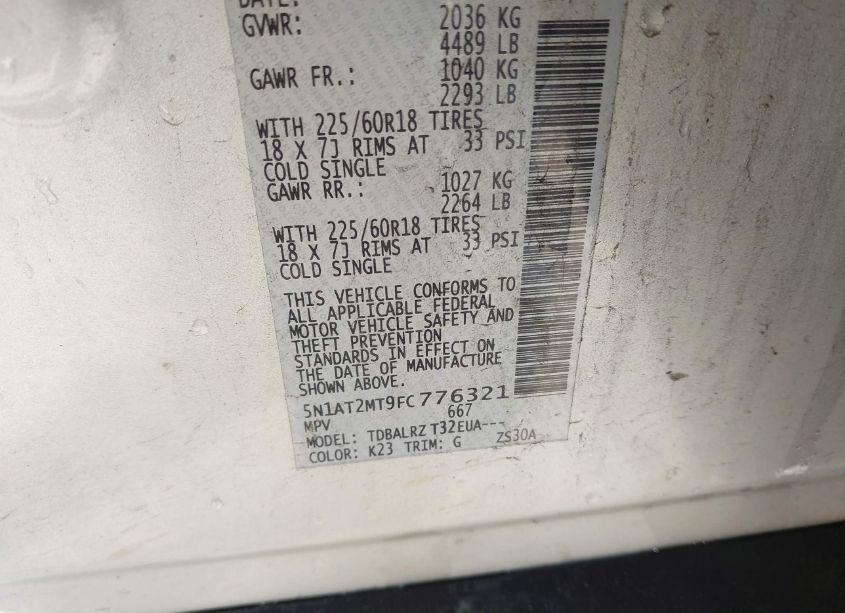 DATE:
GVWR: 2036 KG
4489 LB
GAWR FR.: 1040 KG
2293 LB
WITH 225/60R18 TIRES
18 X 7J RIMS AT 33 PSI
COLD SINGLE
GAWR RR.: 1027 KG
2264 LB
WITH 225/60R18 TIRES
18 X 7J RIMS AT 33 PSI
COLD SINGLE
THIS VEHICLE CONFORMS TO
ALL APPLICABLE FEDERAL
MOTOR VEHICLE SAFETY AND
THEFT PREVENTION
STANDARDS IN EFFECT ON
THE DATE OF MANUFACTURE
SHOWN ABOVE.
5N1AT2MT9FC776321
MPV 667
MODEL: TDBALRZ T32EUA---
COLOR: K23 TRIM: G ZS30A